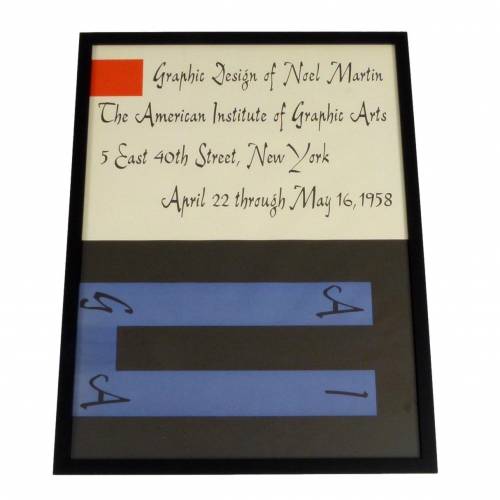 Graphic Design of Noel Martin
The American Institute of Graphic Arts
5 East 40th Street, New York
April 22 through May 16, 1958
A I
G A